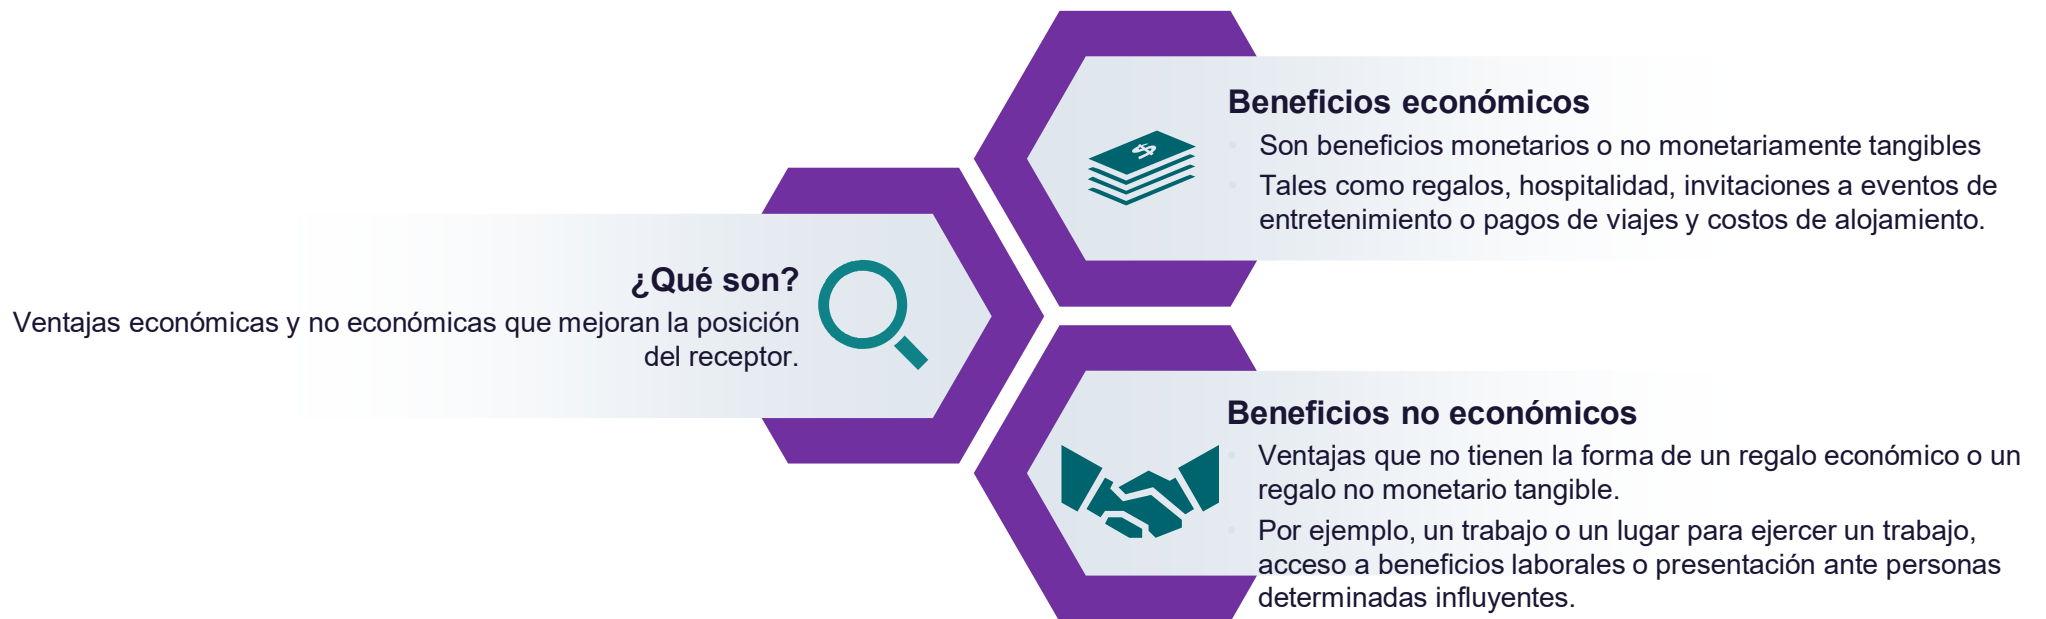 ¿Qué son?
Ventajas económicas y no económicas que mejoran la posición
del receptor.
Beneficios económicos
Son beneficios monetarios o no monetariamente tangibles
Tales como regalos, hospitalidad, invitaciones a eventos de
entretenimiento o pagos de viajes y costos de alojamiento.
Beneficios no económicos
Ventajas que no tienen la forma de un regalo económico o un
regalo no monetario tangible.
Por ejemplo, un trabajo o un lugar para ejercer un trabajo,
acceso a beneficios laborales o presentación ante personas
determinadas influyentes.